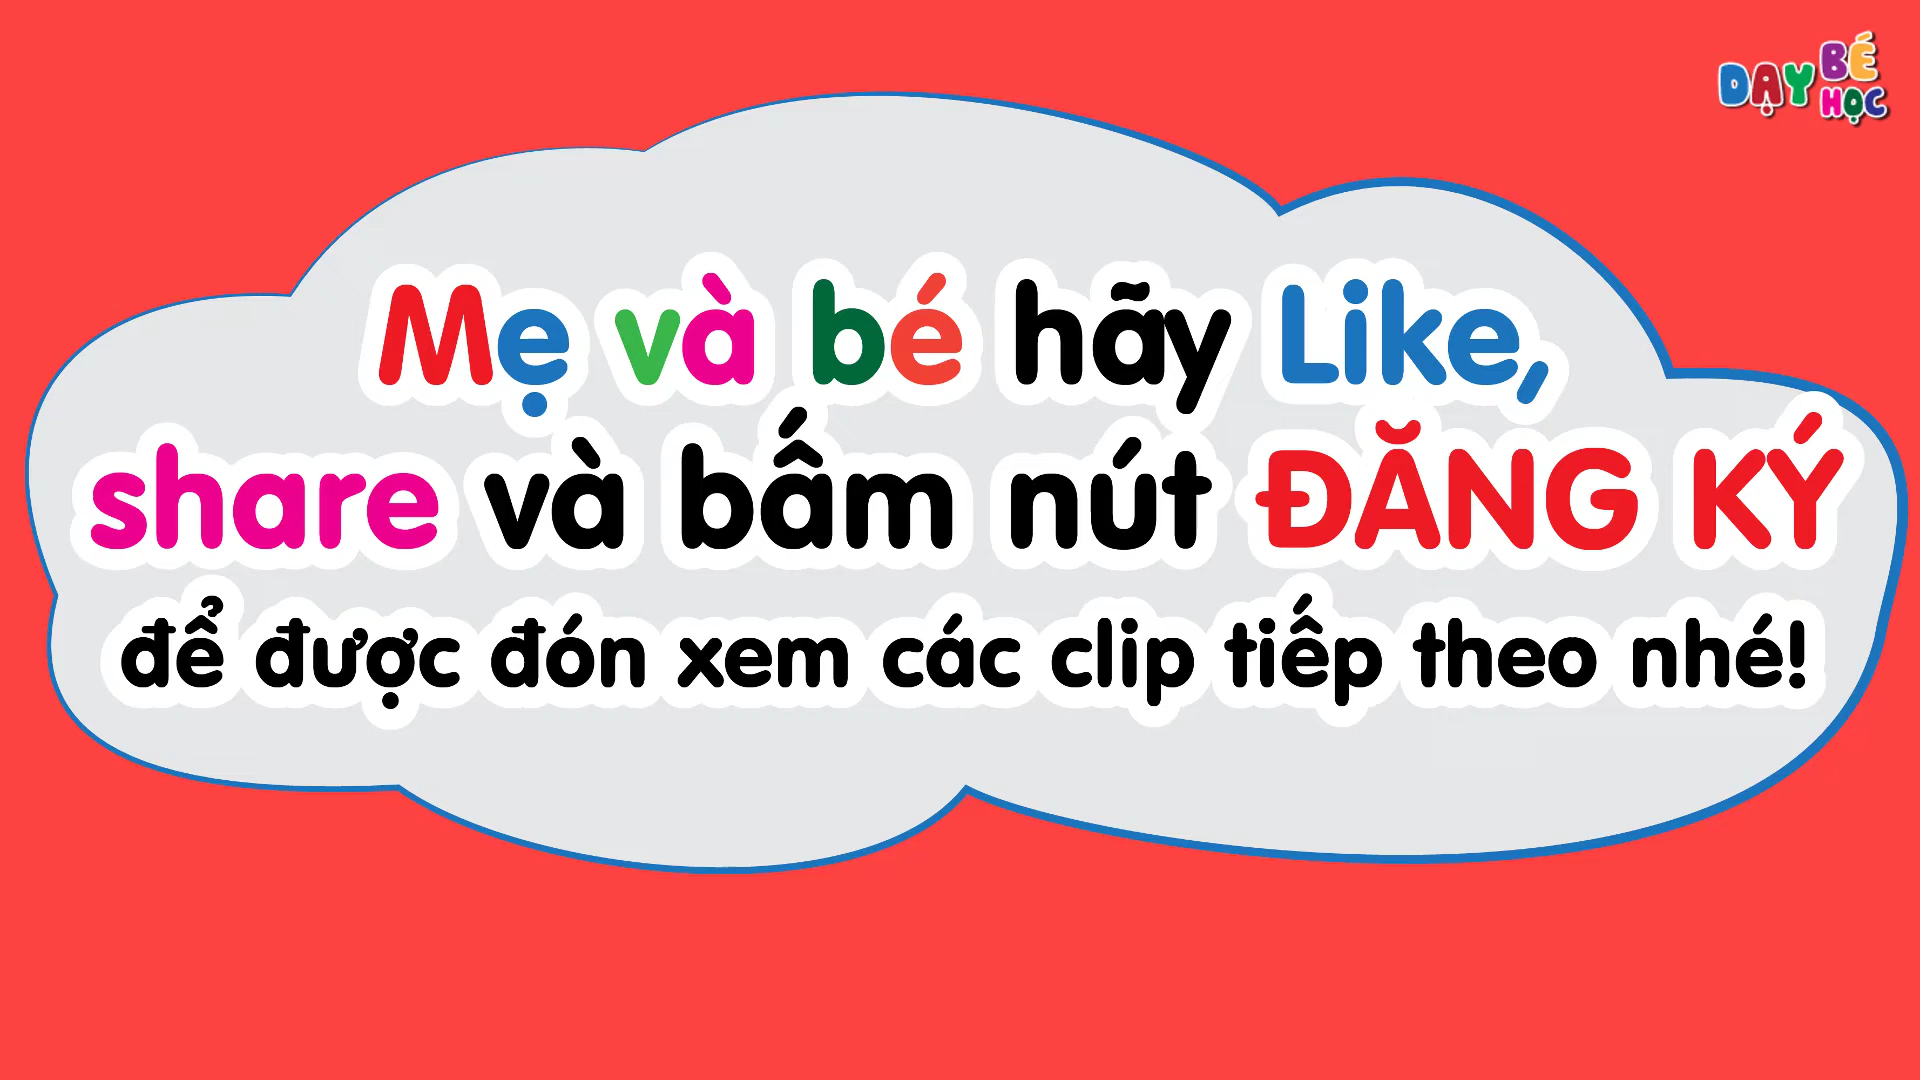 DẠY BÉ HỌC
Mẹ và bé hãy Like,
share và bấm nút ĐĂNG KÝ
để được đón xem các clip tiếp theo nhé!